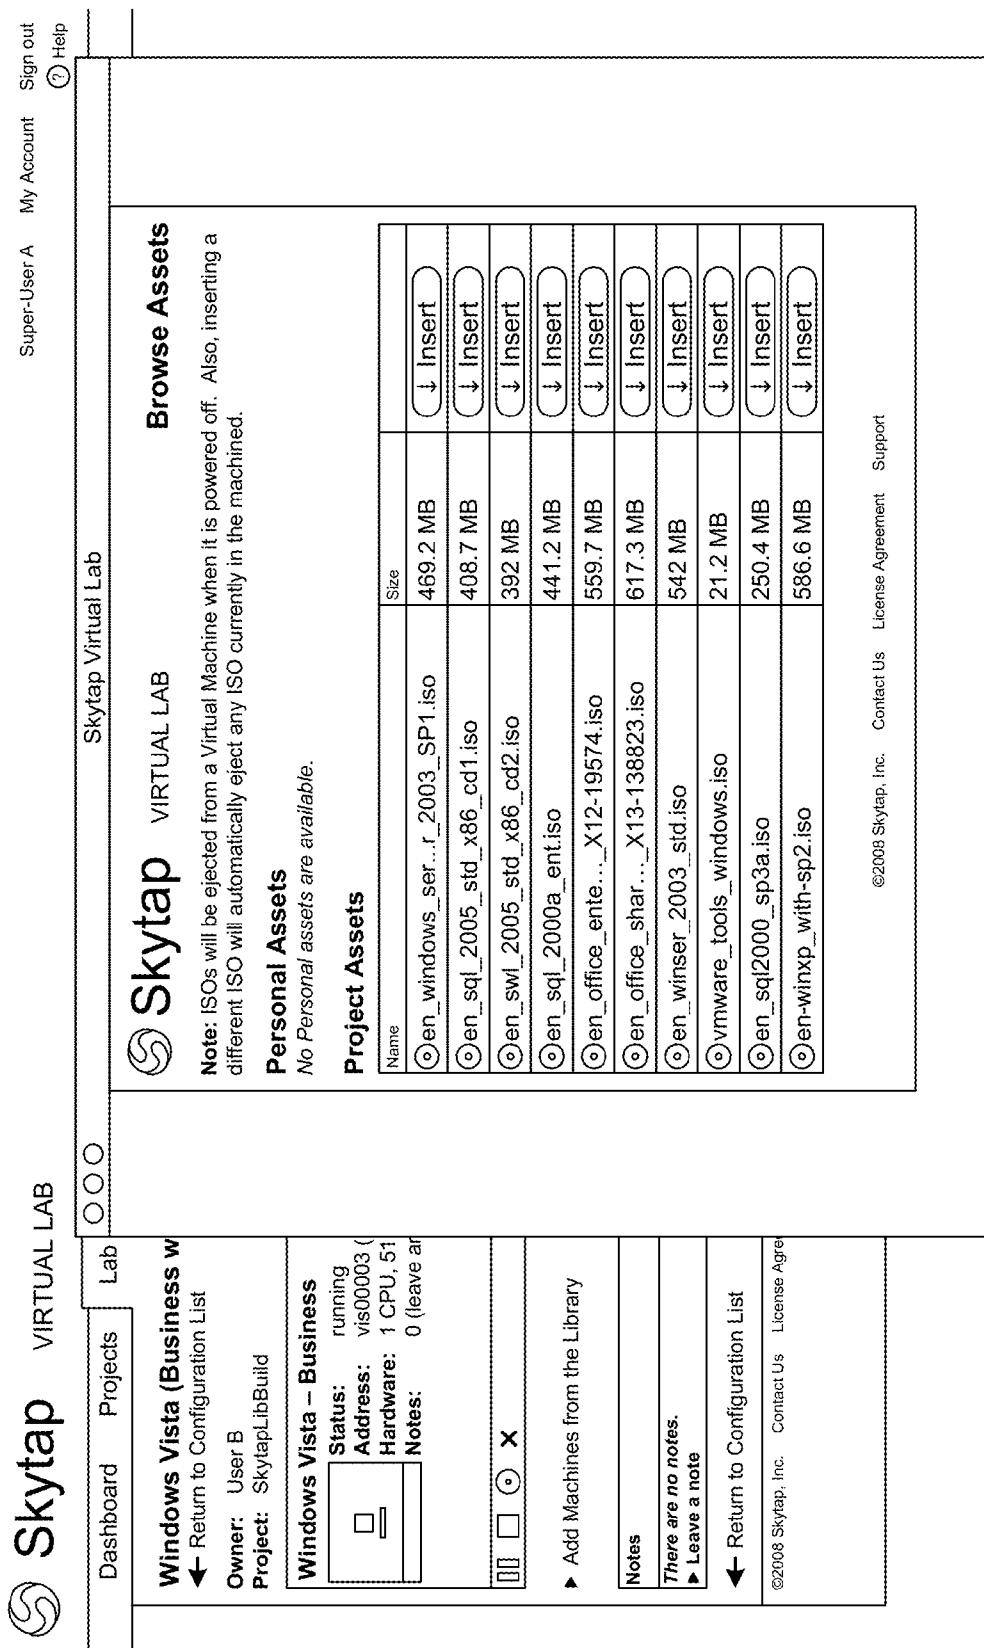 Skytap VIRTUAL LAB
Super-User A My Account Sign out
? Help
Dashboard Projects Lab
Windows Vista (Business w
Return to Configuration List
Owner: User B
Project: SkytapLibBuild
Windows Vista – Business
Status: running
Address: vis00003 (
Hardware: 1 CPU, 51
Notes: 0 (leave ar
Add Machines from the Library
Notes
There are no notes.
Leave a note
Return to Configuration List
©2008 Skytap, Inc. Contact Us License Agre
Skytap Virtual Lab
Skytap VIRTUAL LAB Browse Assets
Note: ISOs will be ejected from a Virtual Machine when it is powered off. Also, inserting a
different ISO will automatically eject any ISO currently in the machined.
Personal Assets
No Personal assets are available.
Project Assets
Name Size
en_windows_ser...r_2003_SP1.iso 469.2 MB ↓ Insert
en_sql_2005_std_x86_cd1.iso 408.7 MB ↓ Insert
en_swl_2005_std_x86_cd2.iso 392 MB ↓ Insert
en_sql_2000a_ent.iso 441.2 MB ↓ Insert
en_office_ente..._X12-19574.iso 559.7 MB ↓ Insert
en_office_shar..._X13-138823.iso 617.3 MB ↓ Insert
en_winser_2003_std.iso 542 MB ↓ Insert
vmware_tools_windows.iso 21.2 MB ↓ Insert
en_sql2000_sp3a.iso 250.4 MB ↓ Insert
en-winxp_with-sp2.iso 586.6 MB ↓ Insert
©2008 Skytap, Inc. Contact Us License Agreement Support